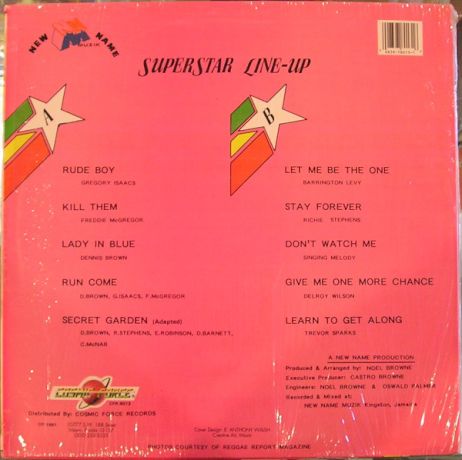 NEW
NAME
MUZIK
SUPERSTAR LINE-UP
A
RUDE BOY
GREGORY ISAACS
KILL THEM
FREDDIE McGREGOR
LADY IN BLUE
DENNIS BROWN
RUN COME
D.BROWN, G.ISAACS, F.McGREGOR
SECRET GARDEN (Adapted)
D.BROWN, R.STEPHENS, E.ROBINSON, D.BARNETT,
C.McNAB
B
LET ME BE THE ONE
BARRINGTON LEVY
STAY FOREVER
RICHIE STEPHENS
DON'T WATCH ME
SINGING MELODY
GIVE ME ONE MORE CHANCE
DELROY WILSON
LEARN TO GET ALONG
TREVOR SPARKS
A NEW NAME PRODUCTION
Produced & Arranged by: NOEL BROWNE
Executive Producer: CASTRO BROWNE
Engineers: NOEL BROWNE & OSWALD PALMER
Recorded & Mixed at:
NEW NAME MUZIK Kingston, Jamaica
Distributed By: COSMIC FORCE RECORDS
Cover Design: E. ANTHONY WALSH
PHOTOS COURTESY OF REGGAE REPORT MAGAZINE